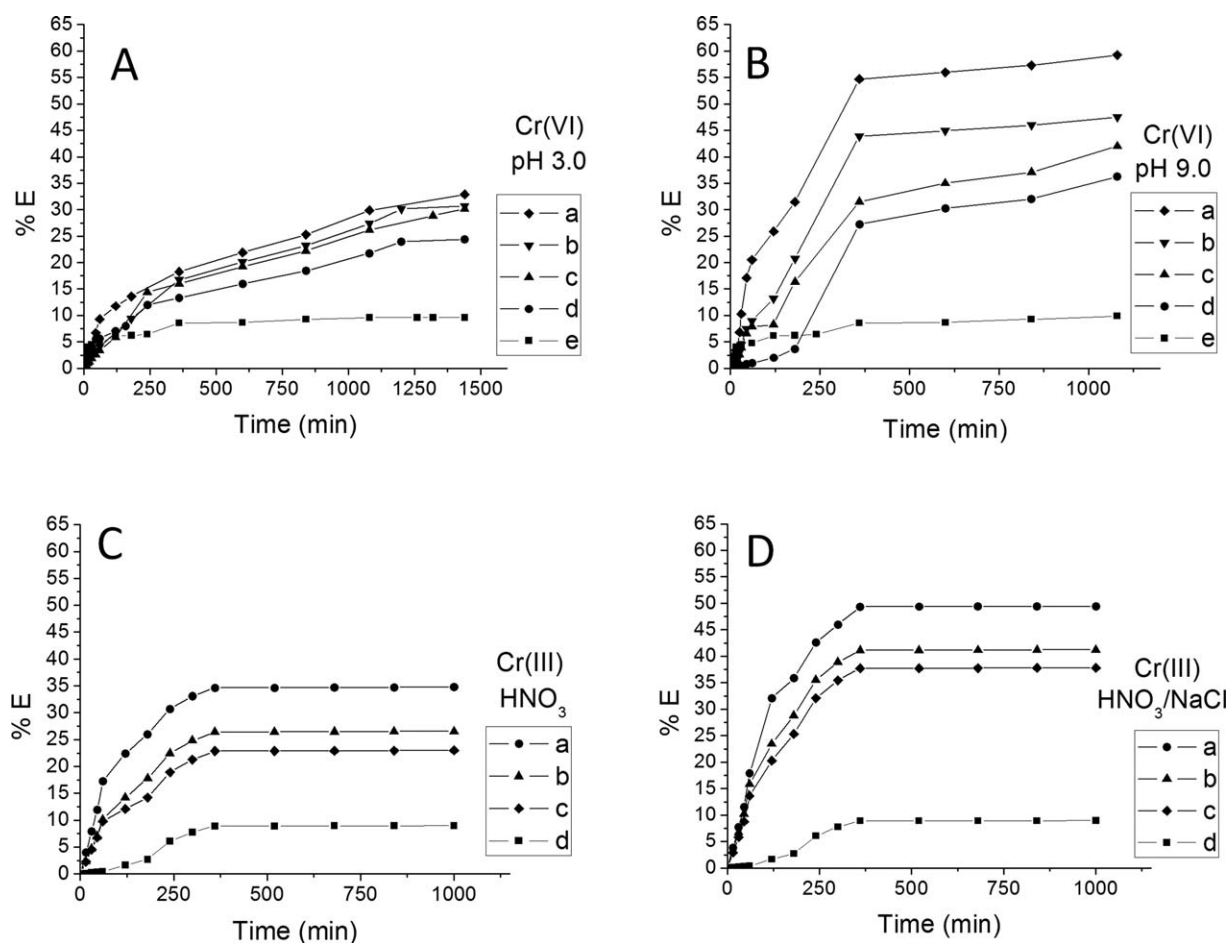 A
Cr(VI)
pH 3.0
a
b
c
d
e
% E
65
60
55
50
45
40
35
30
25
20
15
10
5
0
0 250 500 750 1000 1250 1500
Time (min)
B
Cr(VI)
pH 9.0
a
b
c
d
e
% E
65
60
55
50
45
40
35
30
25
20
15
10
5
0
0 250 500 750 1000
Time (min)
C
Cr(III)
HNO₃
a
b
c
d
% E
65
60
55
50
45
40
35
30
25
20
15
10
5
0
0 250 500 750 1000
Time (min)
D
Cr(III)
HNO₃/NaCl
a
b
c
d
% E
65
60
55
50
45
40
35
30
25
20
15
10
5
0
0 250 500 750 1000
Time (min)